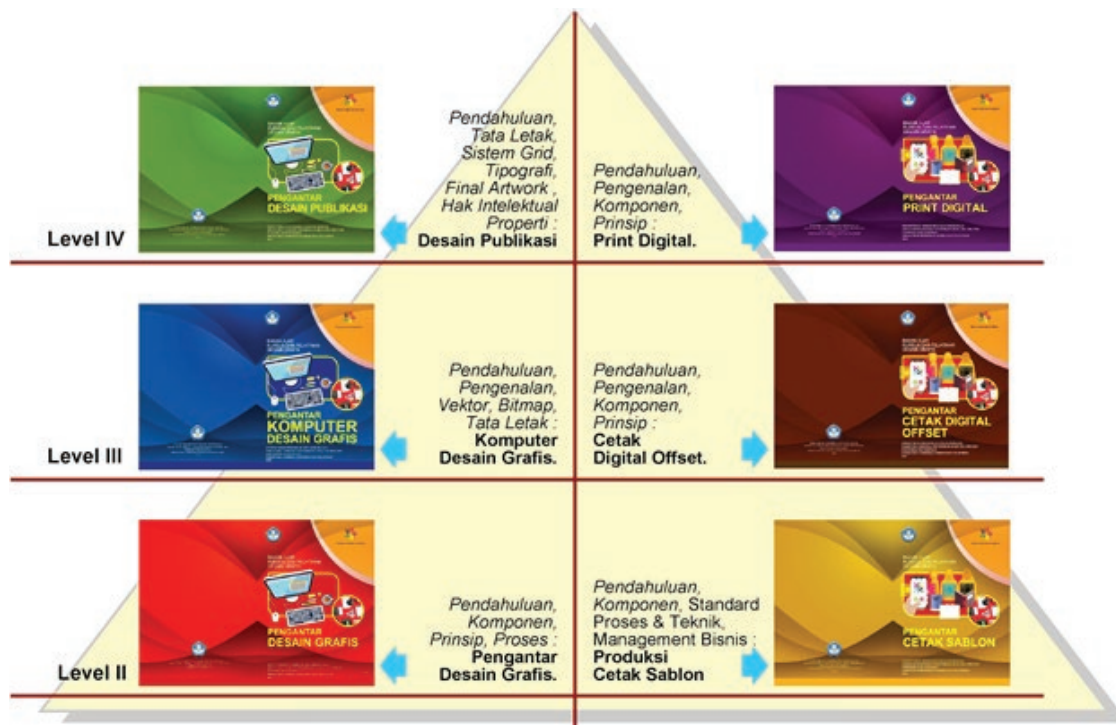 Pendahuluan,
Tata Letak,
Sistem Grid,
Tipografi,
Final Artwork ,
Hak Intelektual
Properti :
Desain Publikasi
Pendahuluan,
Pengenalan,
Komponen,
Prinsip :
Print Digital.
PENGANTAR
DESAIN PUBLIKASI
PENGANTAR
PRINT DIGITAL
Level IV
Pendahuluan,
Pengenalan,
Vektor, Bitmap,
Tata Letak :
Komputer
Desain Grafis.
Pendahuluan,
Pengenalan,
Komponen,
Prinsip :
Cetak
Digital Offset.
PENGANTAR
KOMPUTER
DESAIN GRAFIS
PENGANTAR
CETAK DIGITAL
OFFSET
Level III
Pendahuluan,
Komponen,
Prinsip, Proses :
Pengantar
Desain Grafis.
Pendahuluan,
Komponen, Standard
Proses & Teknik,
Management Bisnis :
Produksi
Cetak Sablon
PENGANTAR
DESAIN GRAFIS
PENGANTAR
CETAK SABLON
Level II